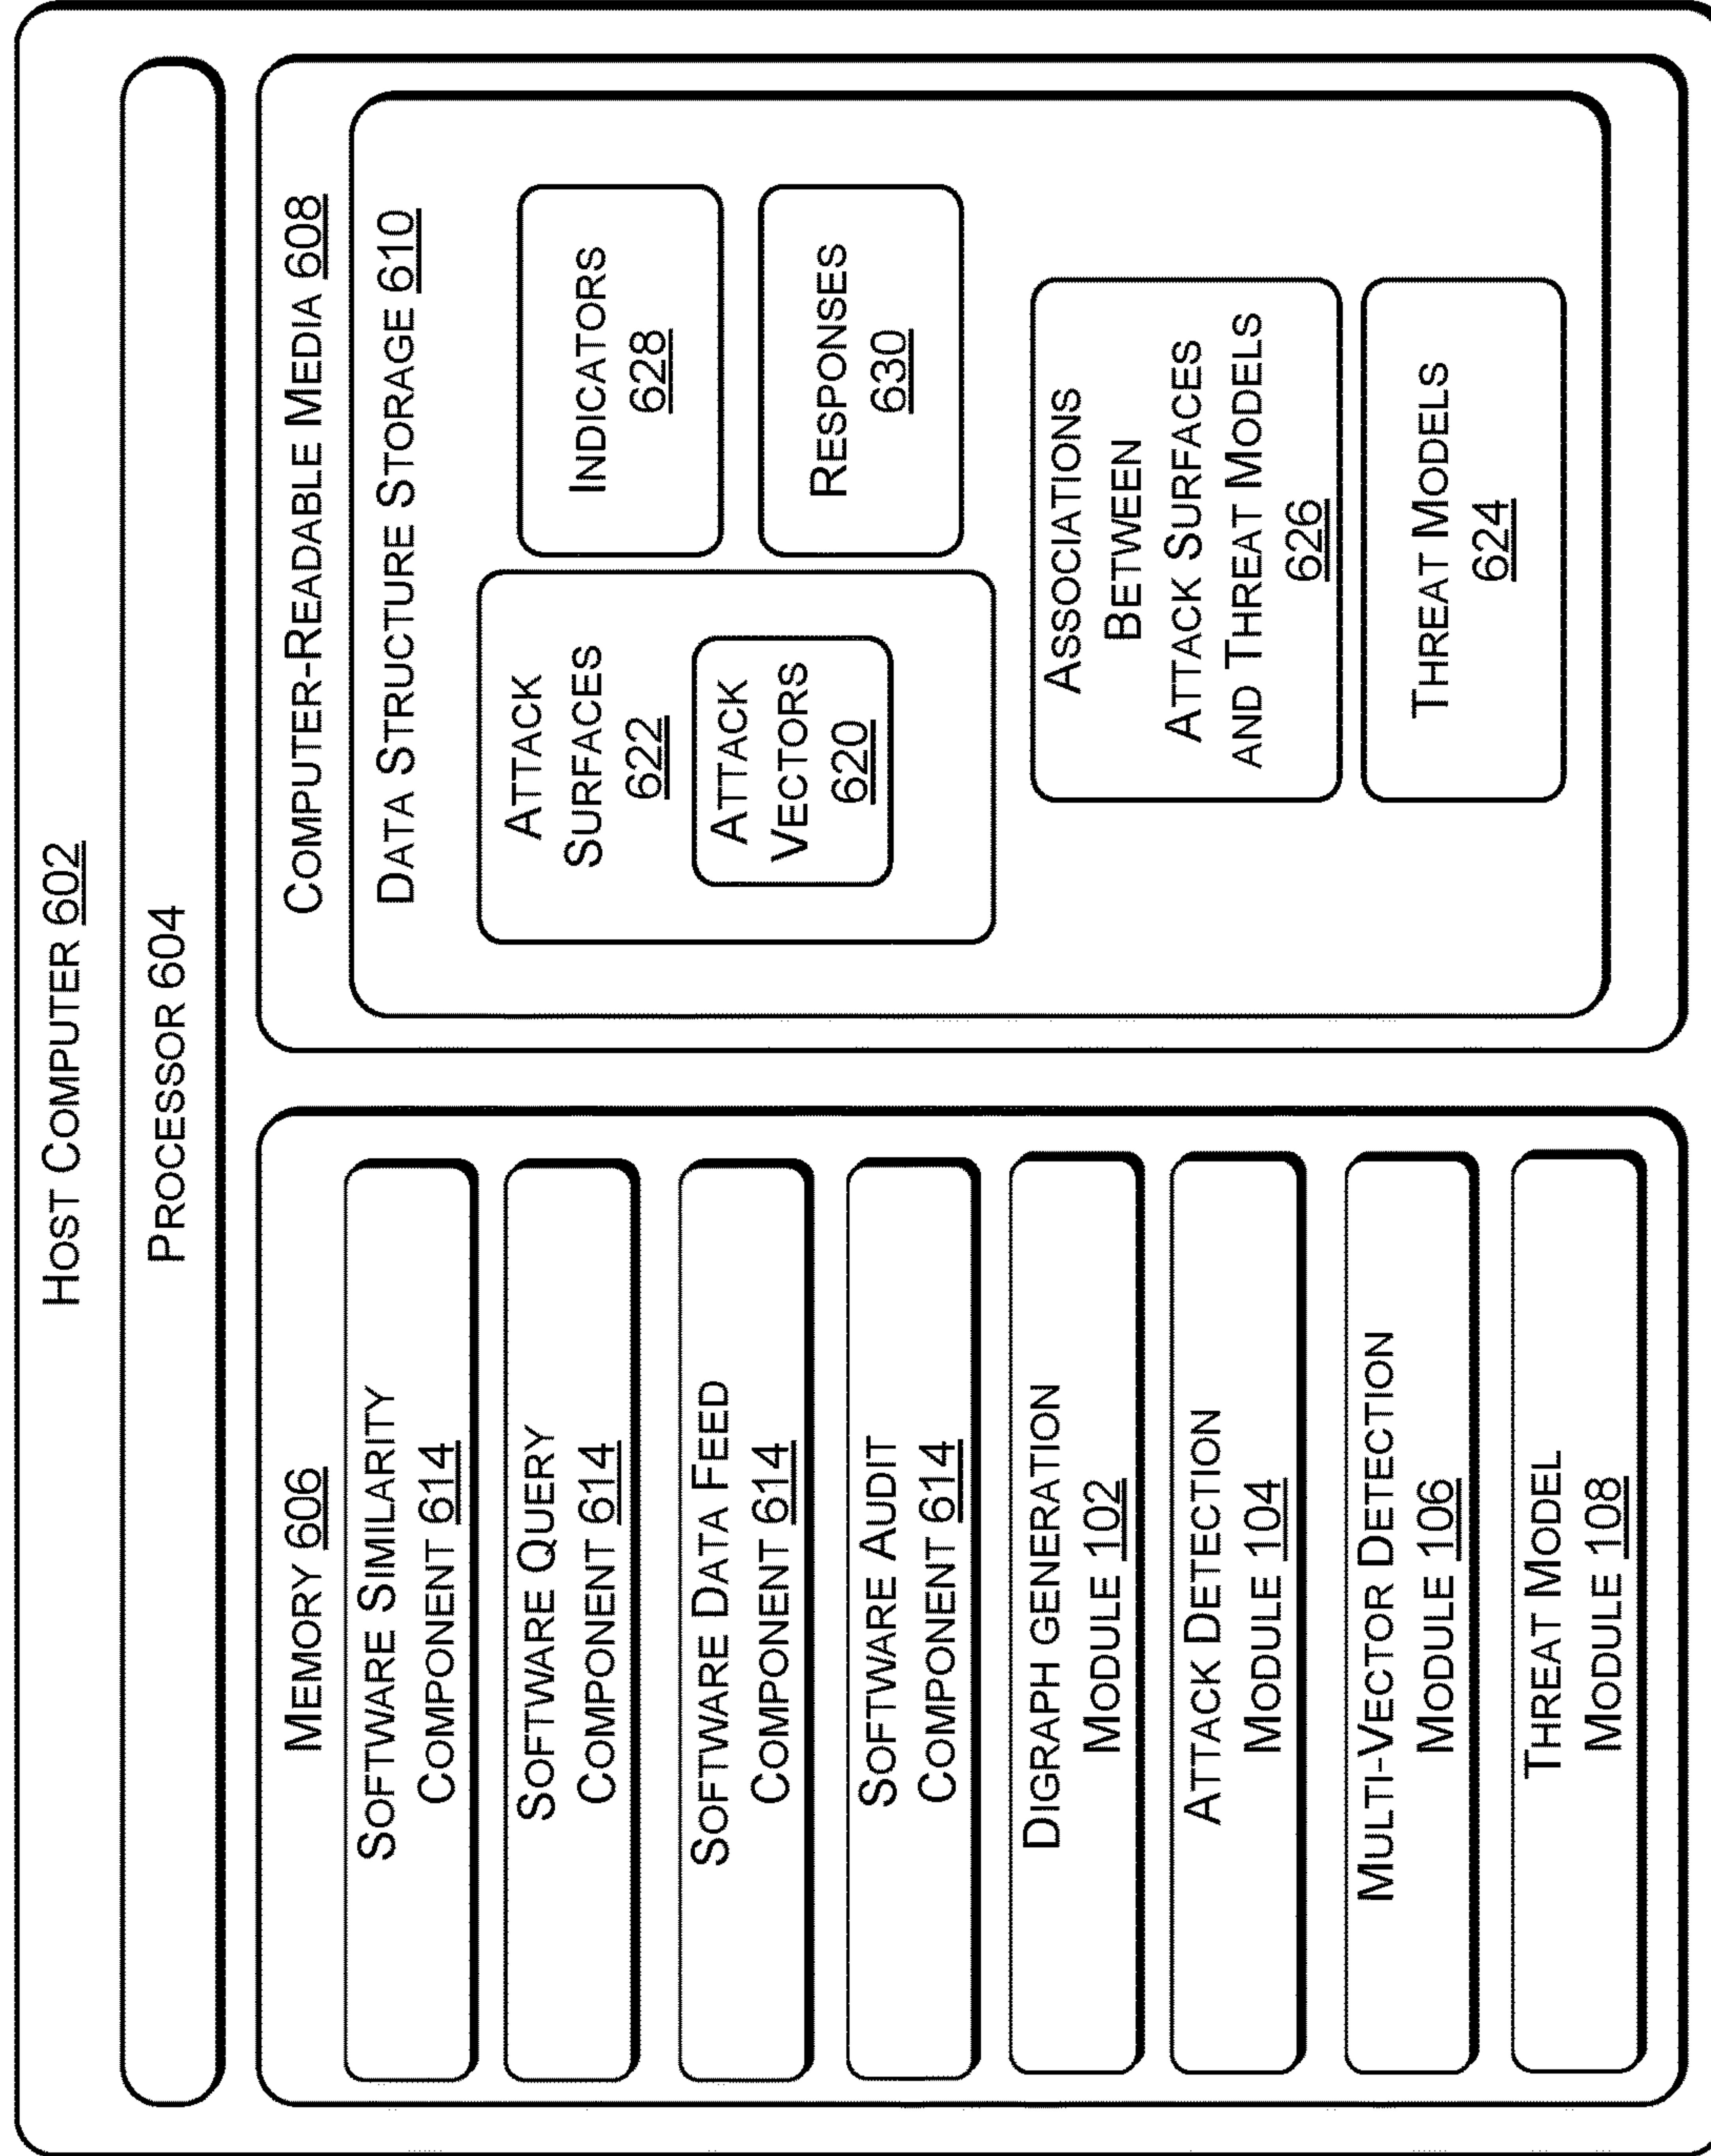 HOST COMPUTER 602
PROCESSOR 604
MEMORY 606
SOFTWARE SIMILARITY
COMPONENT 614
SOFTWARE QUERY
COMPONENT 614
SOFTWARE DATA FEED
COMPONENT 614
SOFTWARE AUDIT
COMPONENT 614
DIGRAPH GENERATION
MODULE 102
ATTACK DETECTION
MODULE 104
MULTI-VECTOR DETECTION
MODULE 106
THREAT MODEL
MODULE 108
COMPUTER-READABLE MEDIA 608
DATA STRUCTURE STORAGE 610
ATTACK
SURFACES
622
ATTACK
VECTORS
620
INDICATORS
628
RESPONSES
630
ASSOCIATIONS
BETWEEN
ATTACK SURFACES
AND THREAT MODELS
626
THREAT MODELS
624